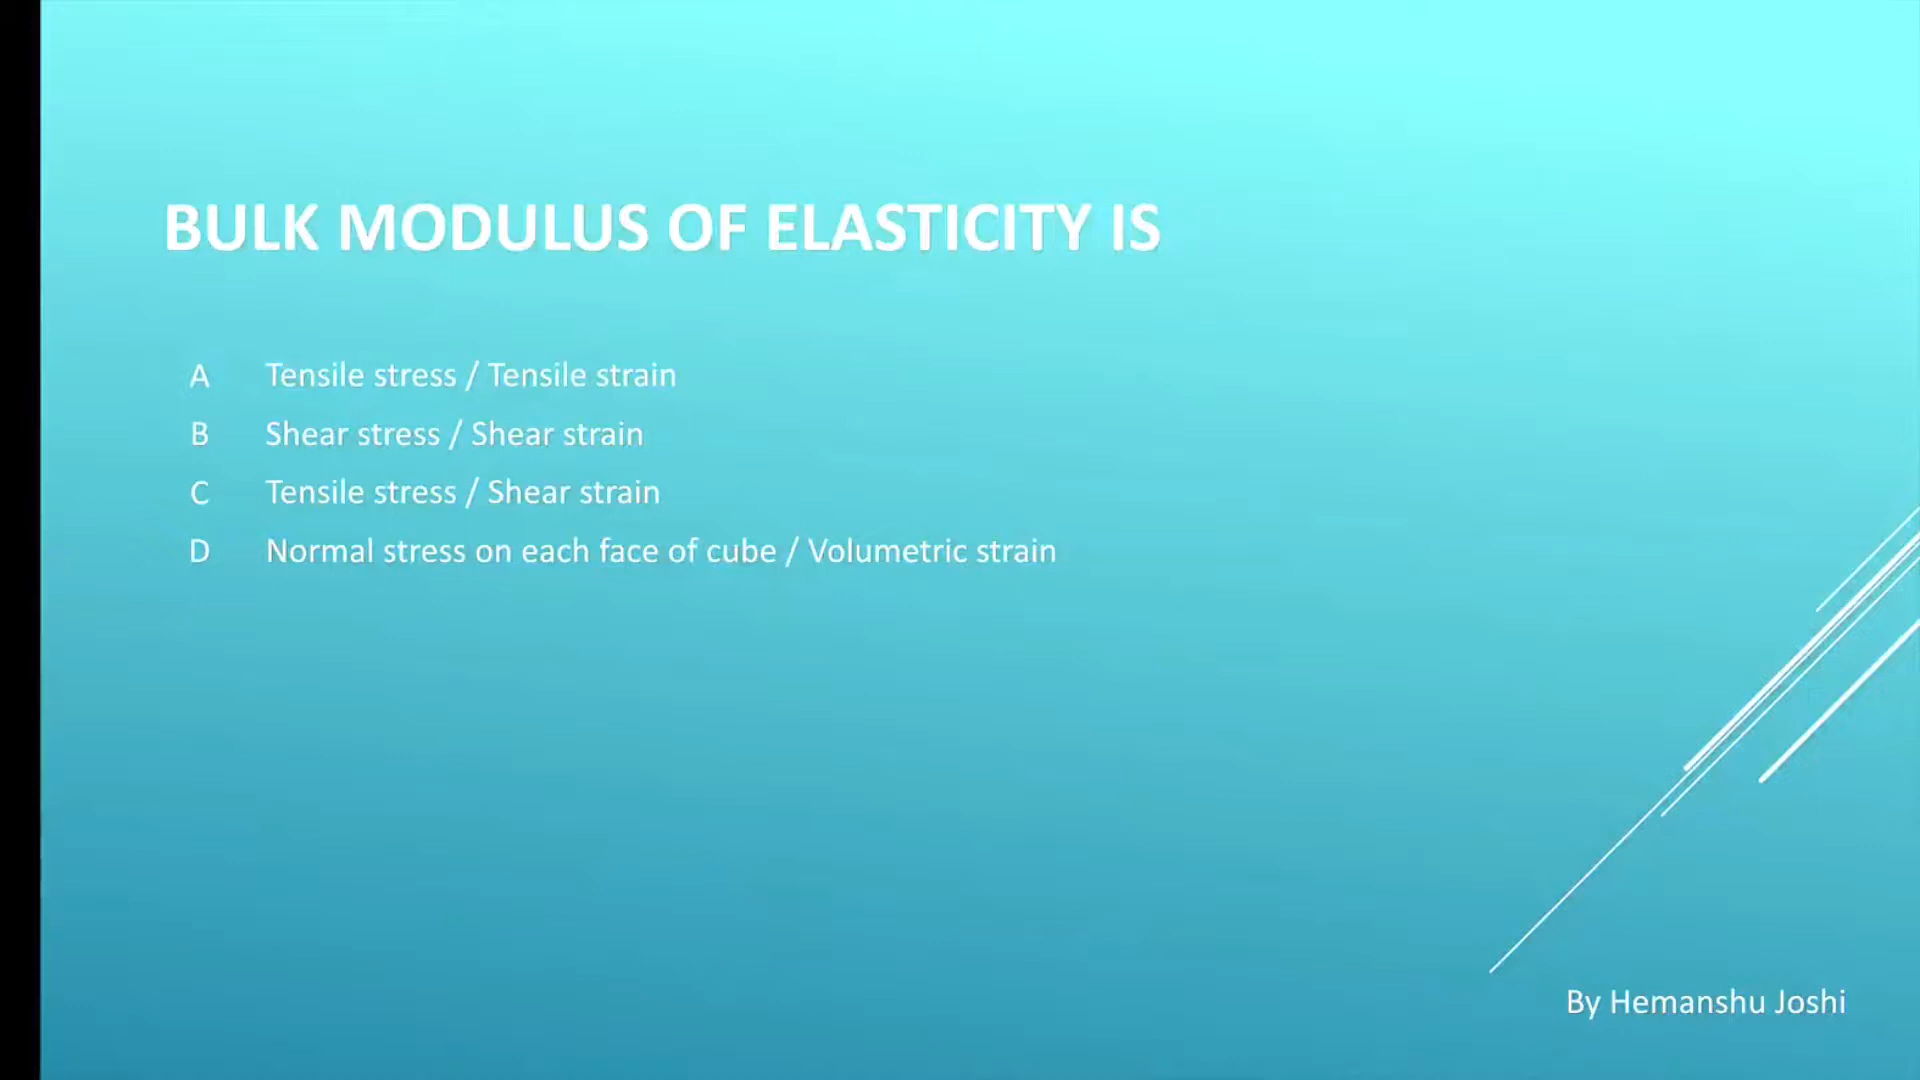 BULK MODULUS OF ELASTICITY IS
A Tensile stress / Tensile strain
B Shear stress / Shear strain
C Tensile stress / Shear strain
D Normal stress on each face of cube / Volumetric strain
By Hemanshu Joshi